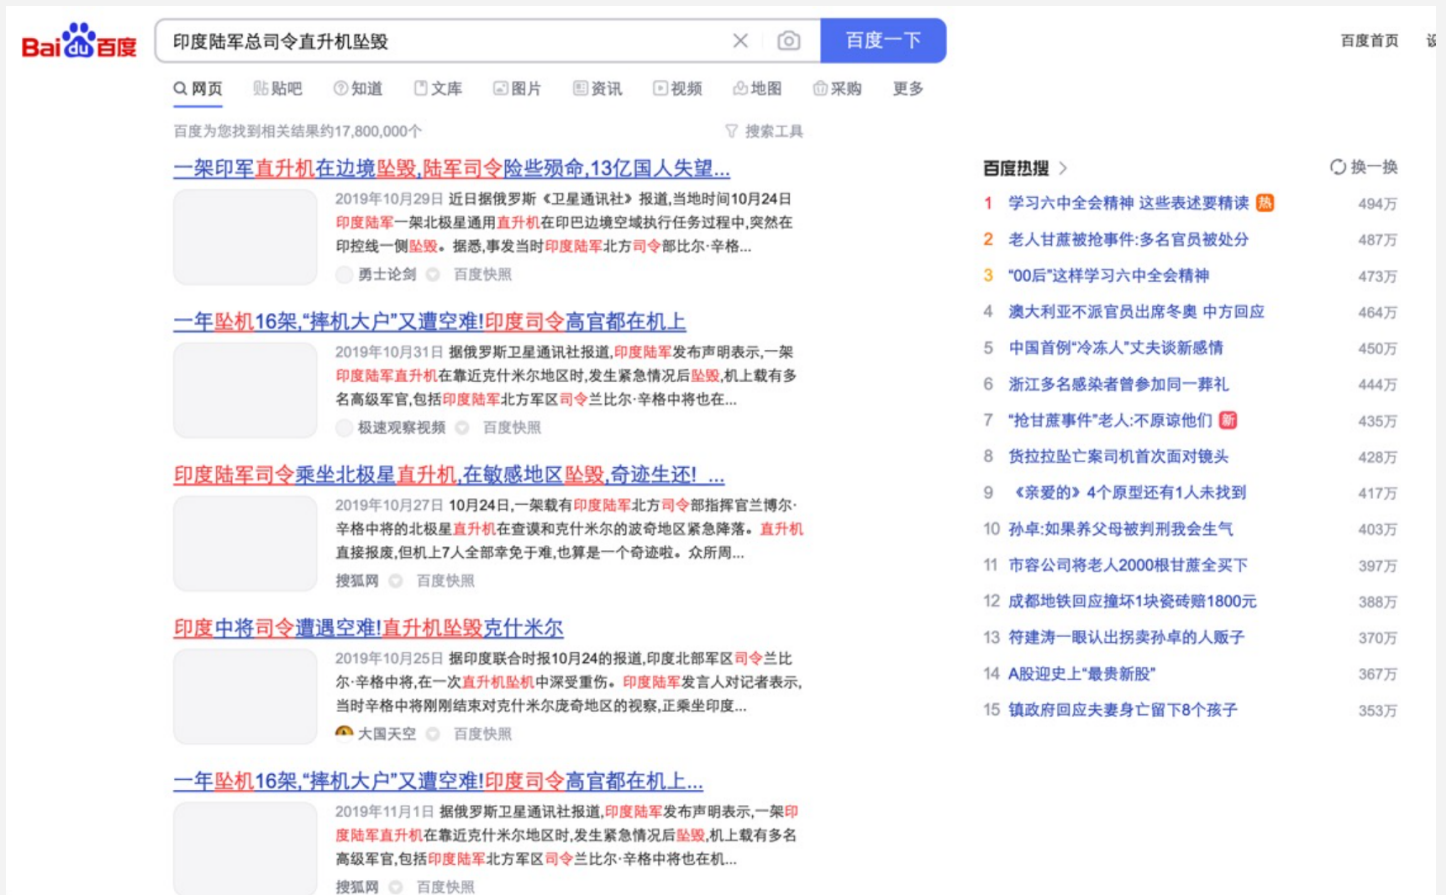 Bai du 百度
印度陆军总司令直升机坠毁
百度一下
百度首页
网页 贴 贴吧 知道 文库 图片 资讯 视频 地图 采购 更多
百度为您找到相关结果约17,800,000个
搜索工具
一架印军直升机在边境坠毁,陆军司令险些殒命,13亿国人失望...
2019年10月29日 近日据俄罗斯《卫星通讯社》报道,当地时间10月24日
印度陆军一架北极星通用直升机在印巴边境空域执行任务过程中,突然在
印控线一侧坠毁。据悉,事发当时印度陆军北方司令部比尔·辛格...
勇士论剑 百度快照
一年坠机16架,“摔机大户”又遭空难!印度司令高官都在机上
2019年10月31日 据俄罗斯卫星通讯社报道,印度陆军发布声明表示,一架
印度陆军直升机在靠近克什米尔地区时,发生紧急情况后坠毁,机上载有多
名高级军官,包括印度陆军北方军区司令兰比尔·辛格中将也在...
极速观察视频 百度快照
印度陆军司令乘坐北极星直升机,在敏感地区坠毁,奇迹生还! ...
2019年10月27日 10月24日,一架载有印度陆军北方司令部指挥官兰博尔·
辛格中将的北极星直升机在查谟和克什米尔的波奇地区紧急降落。直升机
直接报废,但机上7人全部幸免于难,也算是一个奇迹啦。众所周...
搜狐网 百度快照
印度中将司令遭遇空难!直升机坠毁克什米尔
2019年10月25日 据印度联合时报10月24的报道,印度北部军区司令兰比
尔·辛格中将,在一次直升机坠机中深受重伤。印度陆军发言人对记者表示,
当时辛格中将刚刚结束对克什米尔庞奇地区的视察,正乘坐印度...
大国天空 百度快照
一年坠机16架,“摔机大户”又遭空难!印度司令高官都在机上...
2019年11月1日 据俄罗斯卫星通讯社报道,印度陆军发布声明表示,一架印
度陆军直升机在靠近克什米尔地区时,发生紧急情况后坠毁,机上载有多名
高级军官,包括印度陆军北方军区司令兰比尔·辛格中将也在机...
搜狐网 百度快照
百度热搜 换一换
1 学习六中全会精神 这些表述要精读 热 494万
2 老人甘蔗被抢事件:多名官员被处分 487万
3 “00后”这样学习六中全会精神 473万
4 澳大利亚不派官员出席冬奥 中方回应 464万
5 中国首例“冷冻人”丈夫谈新感情 450万
6 浙江多名感染者曾参加同一葬礼 444万
7 “抢甘蔗事件”老人:不原谅他们 新 435万
8 货拉拉坠亡案司机首次面对镜头 428万
9 《亲爱的》4个原型还有1人未找到 417万
10 孙卓:如果养父母被判刑我会生气 403万
11 市容公司将老人2000根甘蔗全买下 397万
12 成都地铁回应撞坏1块瓷砖赔1800元 388万
13 符建涛一眼认出拐卖孙卓的人贩子 370万
14 A股迎史上“最贵新股” 367万
15 镇政府回应夫妻身亡留下8个孩子 353万